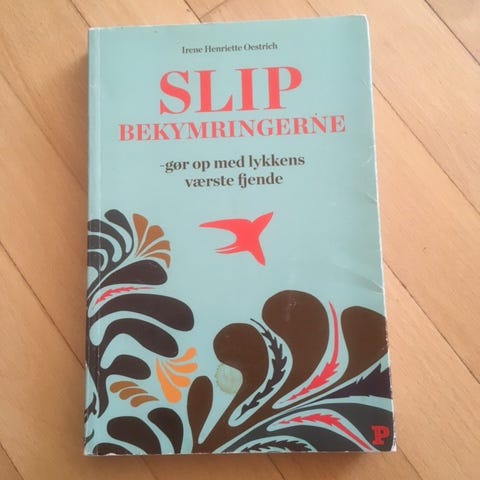 Irene Henriette Oestrich
SLIP
BEKYMRINGERNE
-gør op med lykkens
værste fjende
P